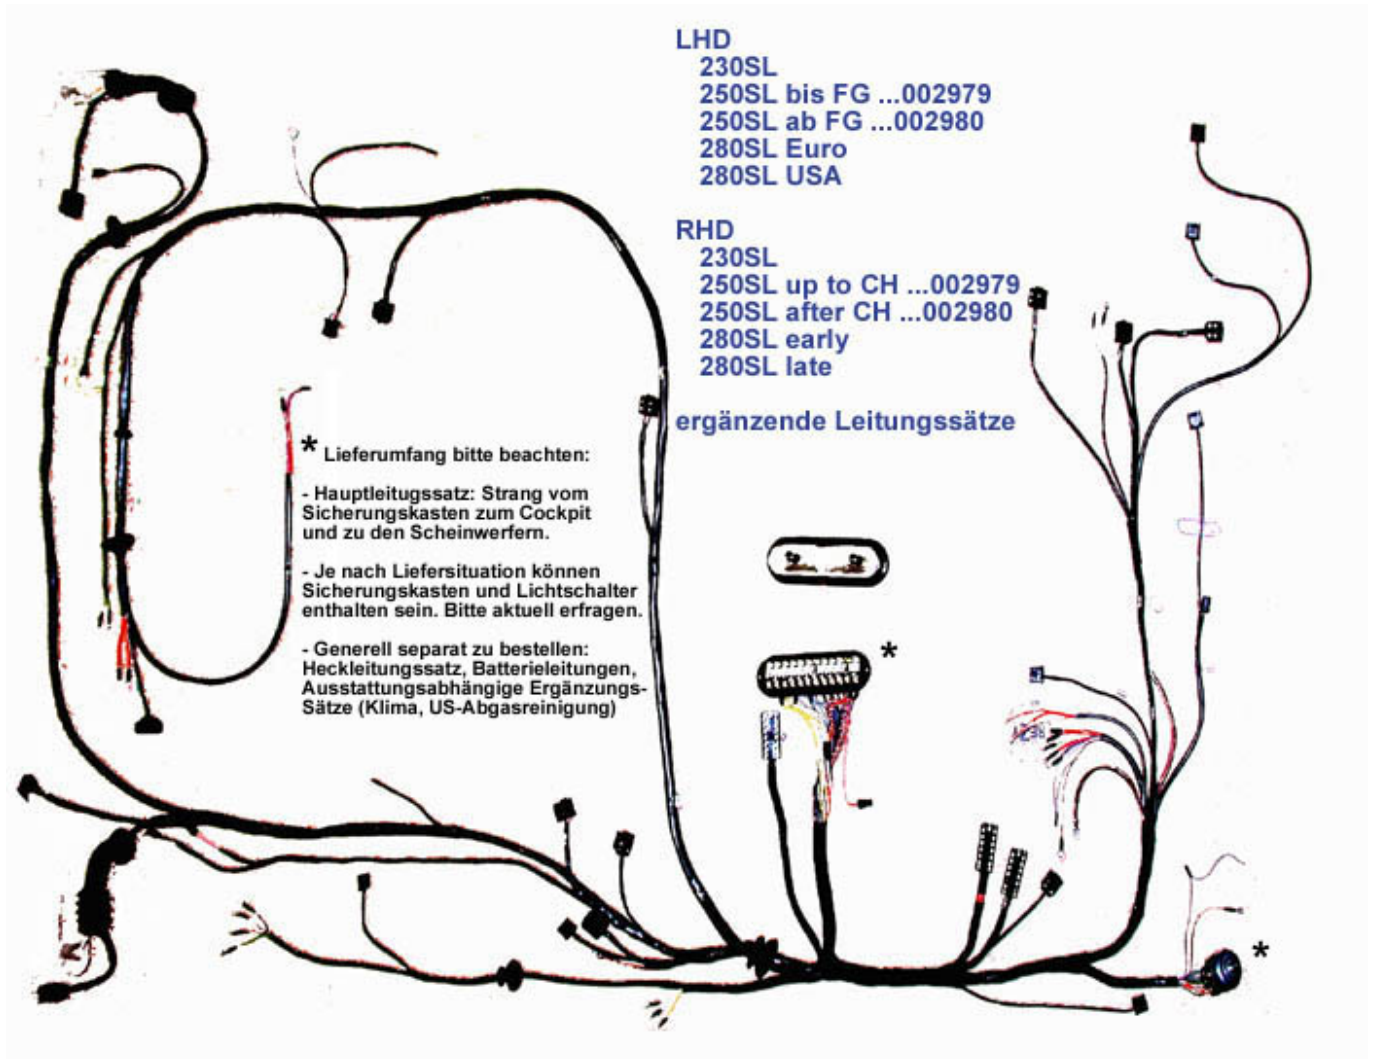 LHD
230SL
250SL bis FG ...002979
250SL ab FG ...002980
280SL Euro
280SL USA
RHD
230SL
250SL up to CH ...002979
250SL after CH ...002980
280SL early
280SL late
ergänzende Leitungssätze
* Lieferumfang bitte beachten:
- Hauptleitugssatz: Strang vom
Sicherungskasten zum Cockpit
und zu den Scheinwerfern.
- Je nach Liefersituation können
Sicherungskasten und Lichtschalter
enthalten sein. Bitte aktuell erfragen.
- Generell separat zu bestellen:
Heckleitungssatz, Batterieleitungen,
Ausstattungsabhängige Ergänzungs-
Sätze (Klima, US-Abgasreinigung)
*
*